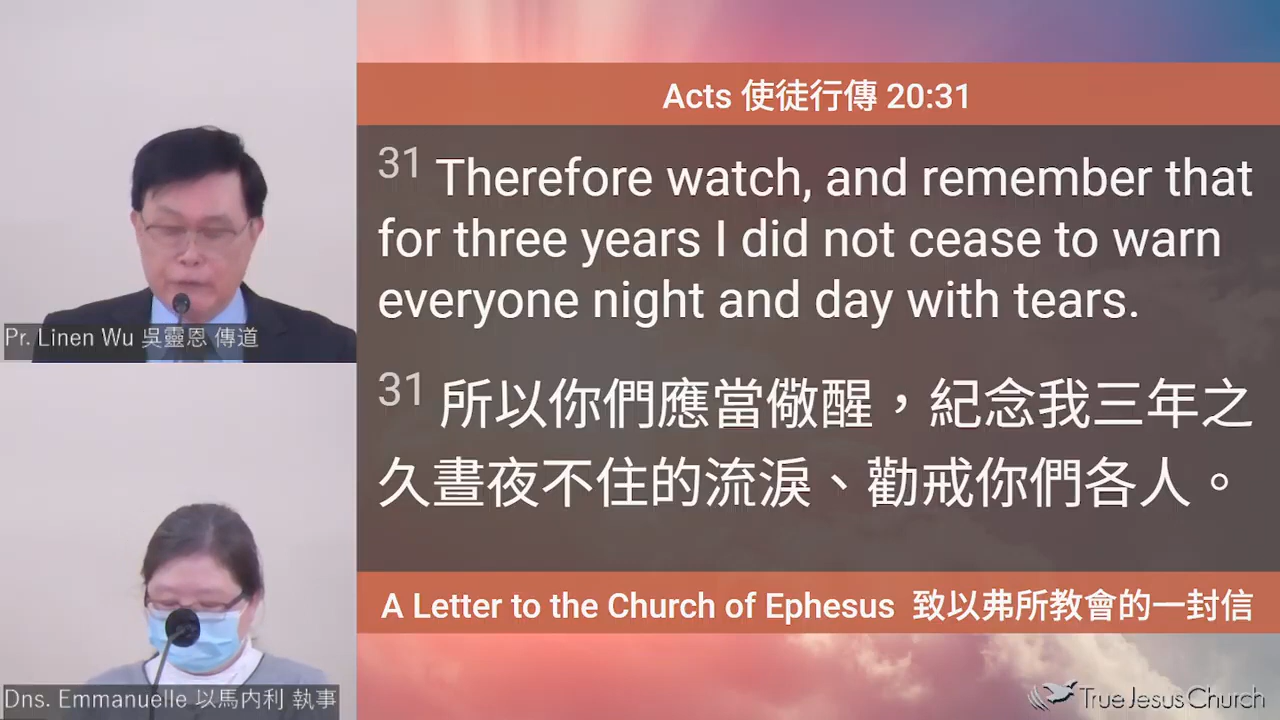 Acts 使徒行傳 20:31
31 Therefore watch, and remember that
for three years I did not cease to warn
everyone night and day with tears.
31 所以你們應當儆醒，紀念我三年之
久晝夜不住的流淚、勸戒你們各人。
A Letter to the Church of Ephesus 致以弗所教會的一封信
True Jesus Church
Pr. Linen Wu 吳靈恩 傳道
Dns. Emmanuelle 以馬內利 執事